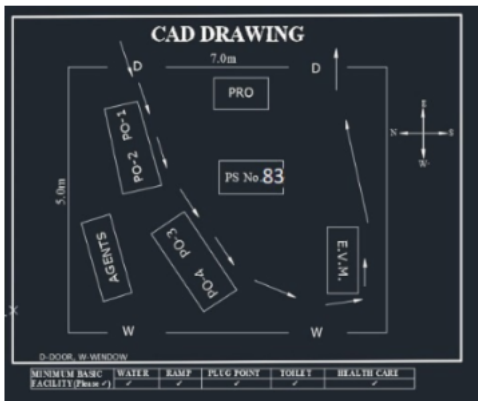 CAD DRAWING
7.0m
D
D
PRO
PO-2 PO-1
E
N
S
W
PS No. 83
5.0m
AGENTS
PO-4 PO-3
E.V.M.
X
W
W
D-DOOR, W-WINDOW
MINIMUM BASIC FACILITY (Please ✓) WATER RAMP PLUG POINT TOILET HEALTH CARE
✓ ✓ ✓ ✓ ✓